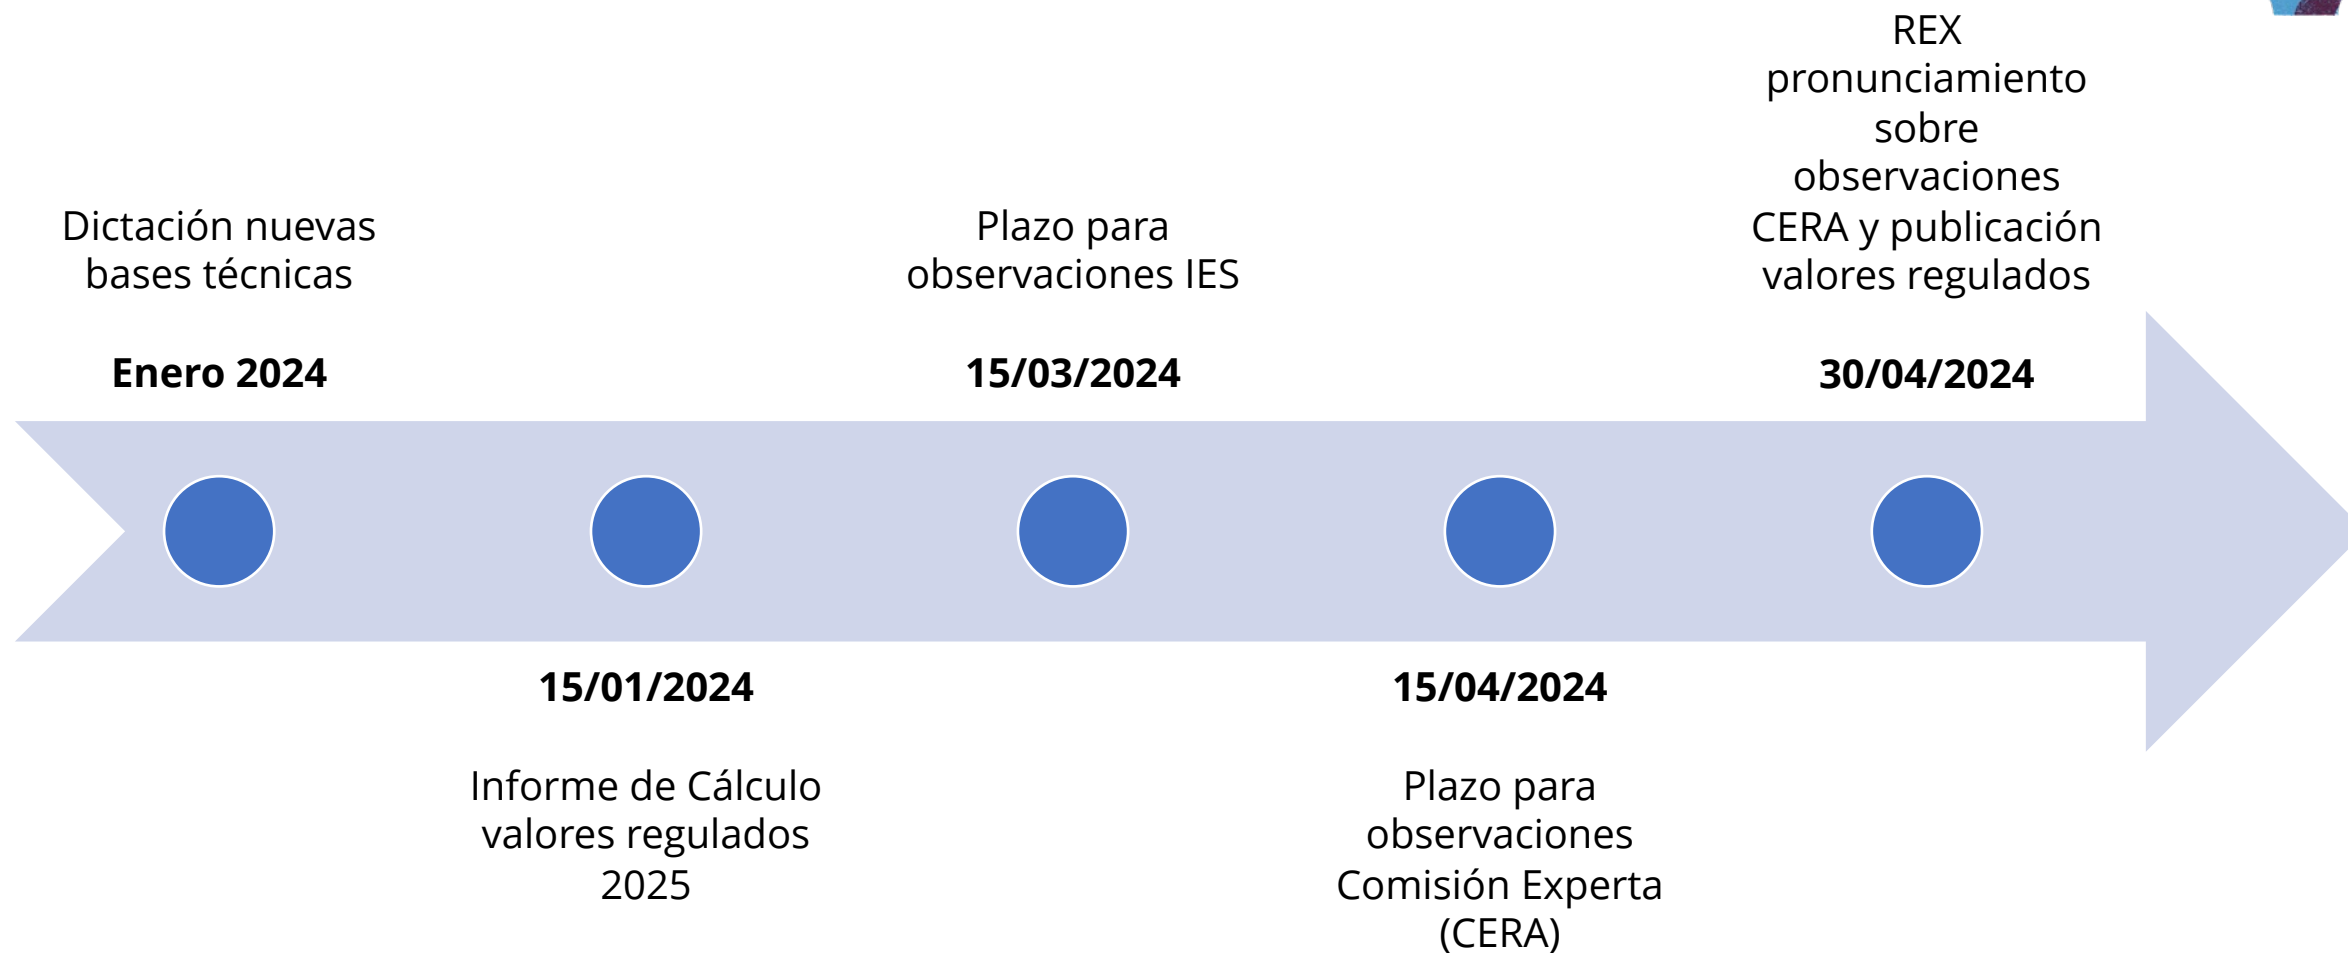 Dictación nuevas
bases técnicas
Enero 2024
15/01/2024
Informe de Cálculo
valores regulados
2025
Plazo para
observaciones IES
15/03/2024
15/04/2024
Plazo para
observaciones
Comisión Experta
(CERA)
REX
pronunciamiento
sobre
observaciones
CERA y publicación
valores regulados
30/04/2024